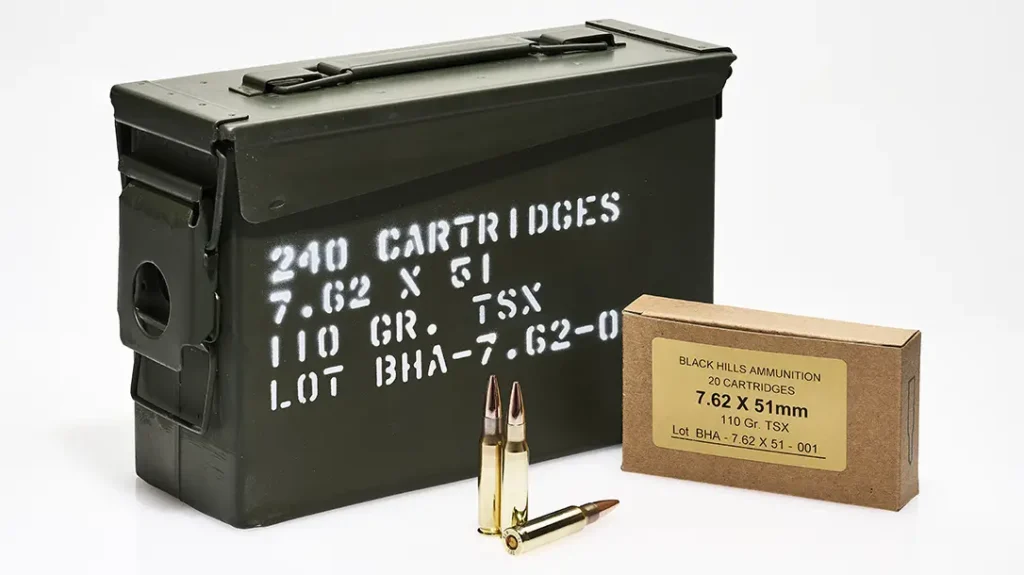 240 CARTRIDGES
7.62 X 51
110 GR. TSX
LOT BHA-7.62-0
BLACK HILLS AMMUNITION
20 CARTRIDGES
7.62 X 51mm
110 Gr. TSX
Lot BHA - 7.62 X 51 - 001